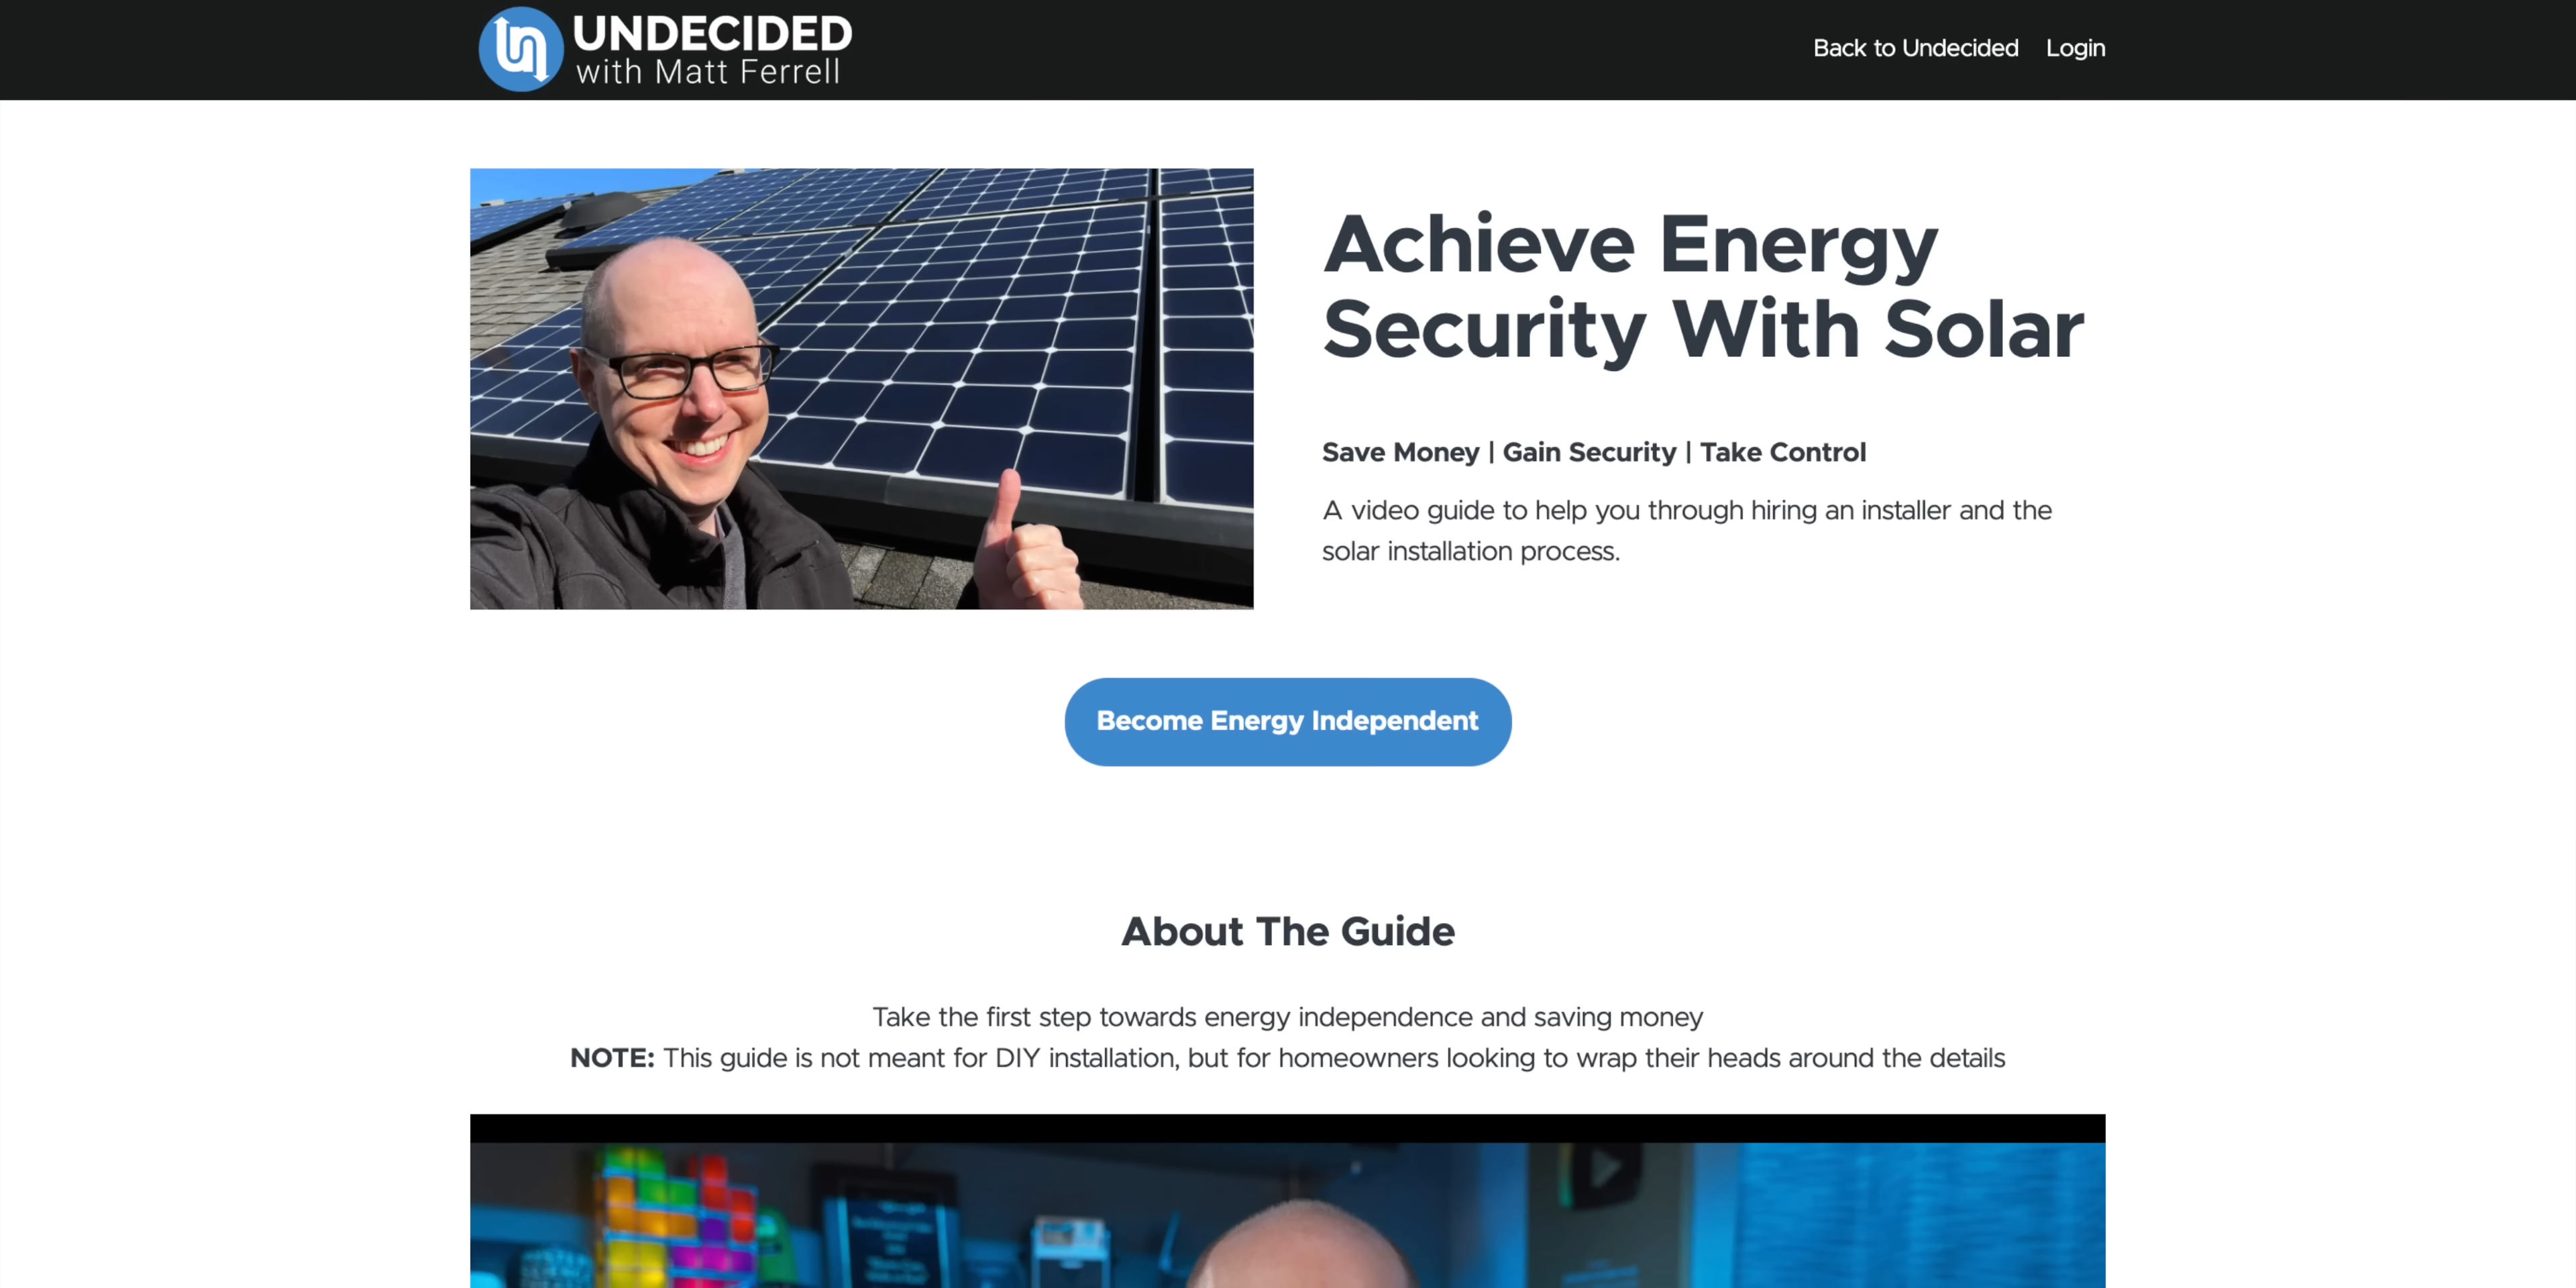 UNDECIDED
with Matt Ferrell
Back to Undecided
Login
Achieve Energy
Security With Solar
Save Money | Gain Security | Take Control
A video guide to help you through hiring an installer and the
solar installation process.
Become Energy Independent
About The Guide
Take the first step towards energy independence and saving money
NOTE: This guide is not meant for DIY installation, but for homeowners looking to wrap their heads around the details